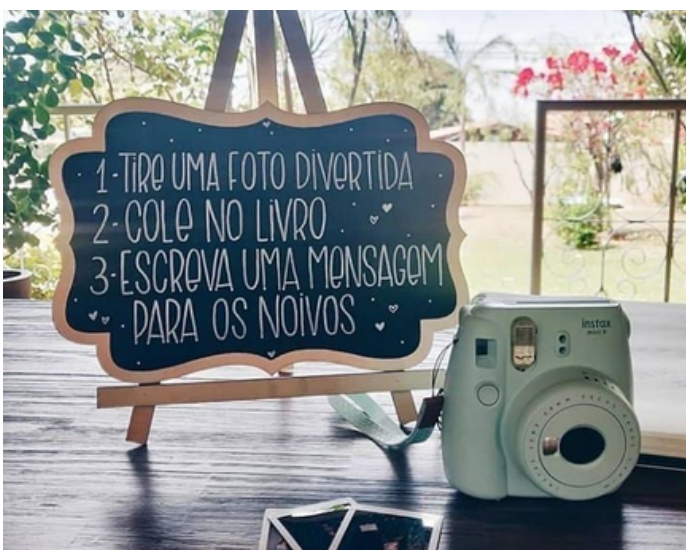 1-TIRE UMA FOTO DIVERTIDA
2-COLE NO LIVRO
3-ESCREVA UMA MENSAGEM
PARA OS NOIVOS
instax
mini 9